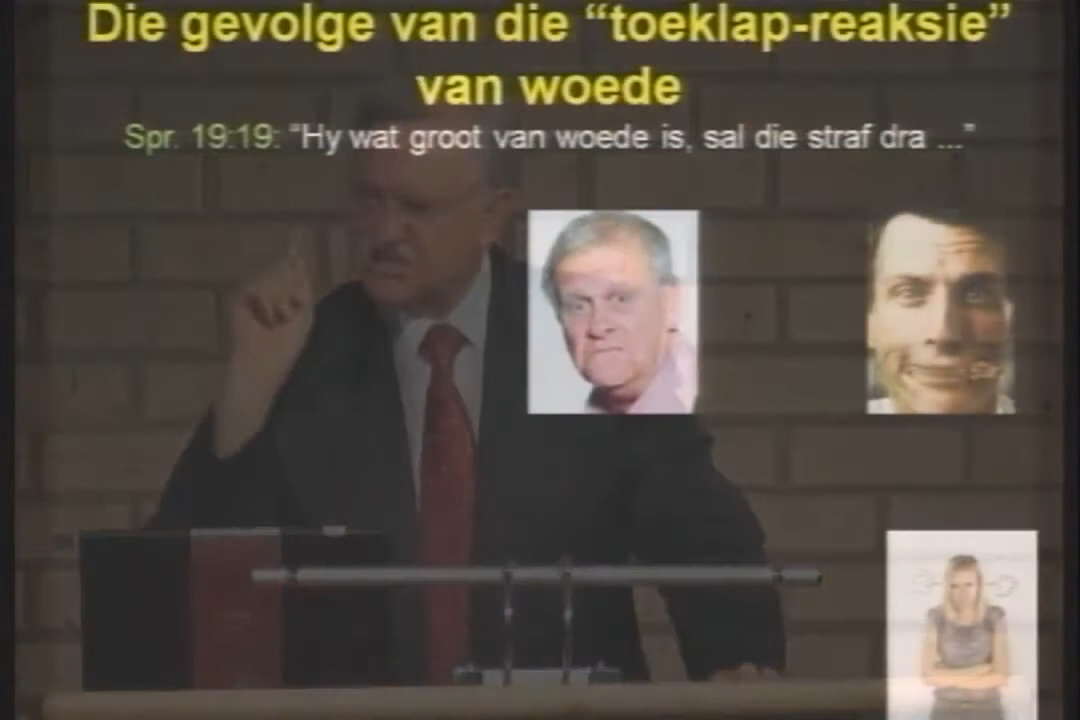 Die gevolge van die “toeklap-reaksie”
van woede
Spr. 19:19: “Hy wat groot van woede is, sal die straf dra ...”